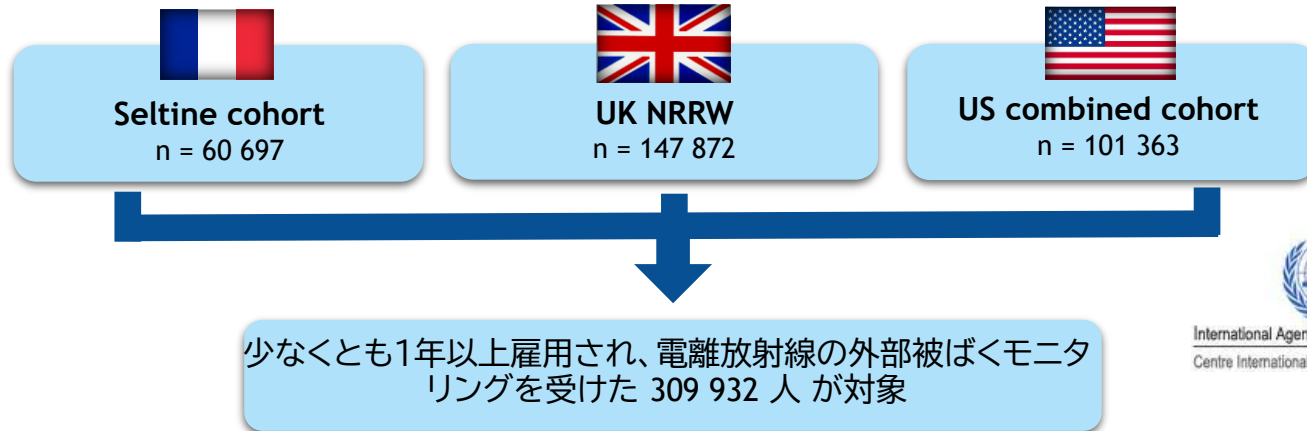 Seltine cohort
n = 60 697
UK NRRW
n = 147 872
US combined cohort
n = 101 363
少なくとも1年以上雇用され、電離放射線の外部被ばくモニタ
リングを受けた 309 932 人 が対象
International Agen
Centre International